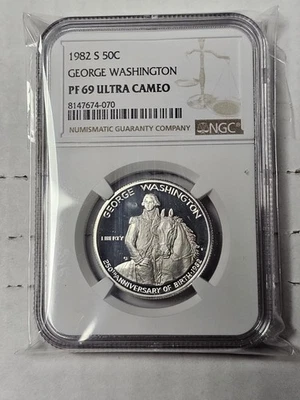 1982 S 50C
GEORGE WASHINGTON
PF 69 ULTRA CAMEO
8147674-070
NUMISMATIC GUARANTY COMPANY
NGC
GEORGE WASHINGTON
LIBERTY
250TH ANNIVERSARY OF BIRTH 1982